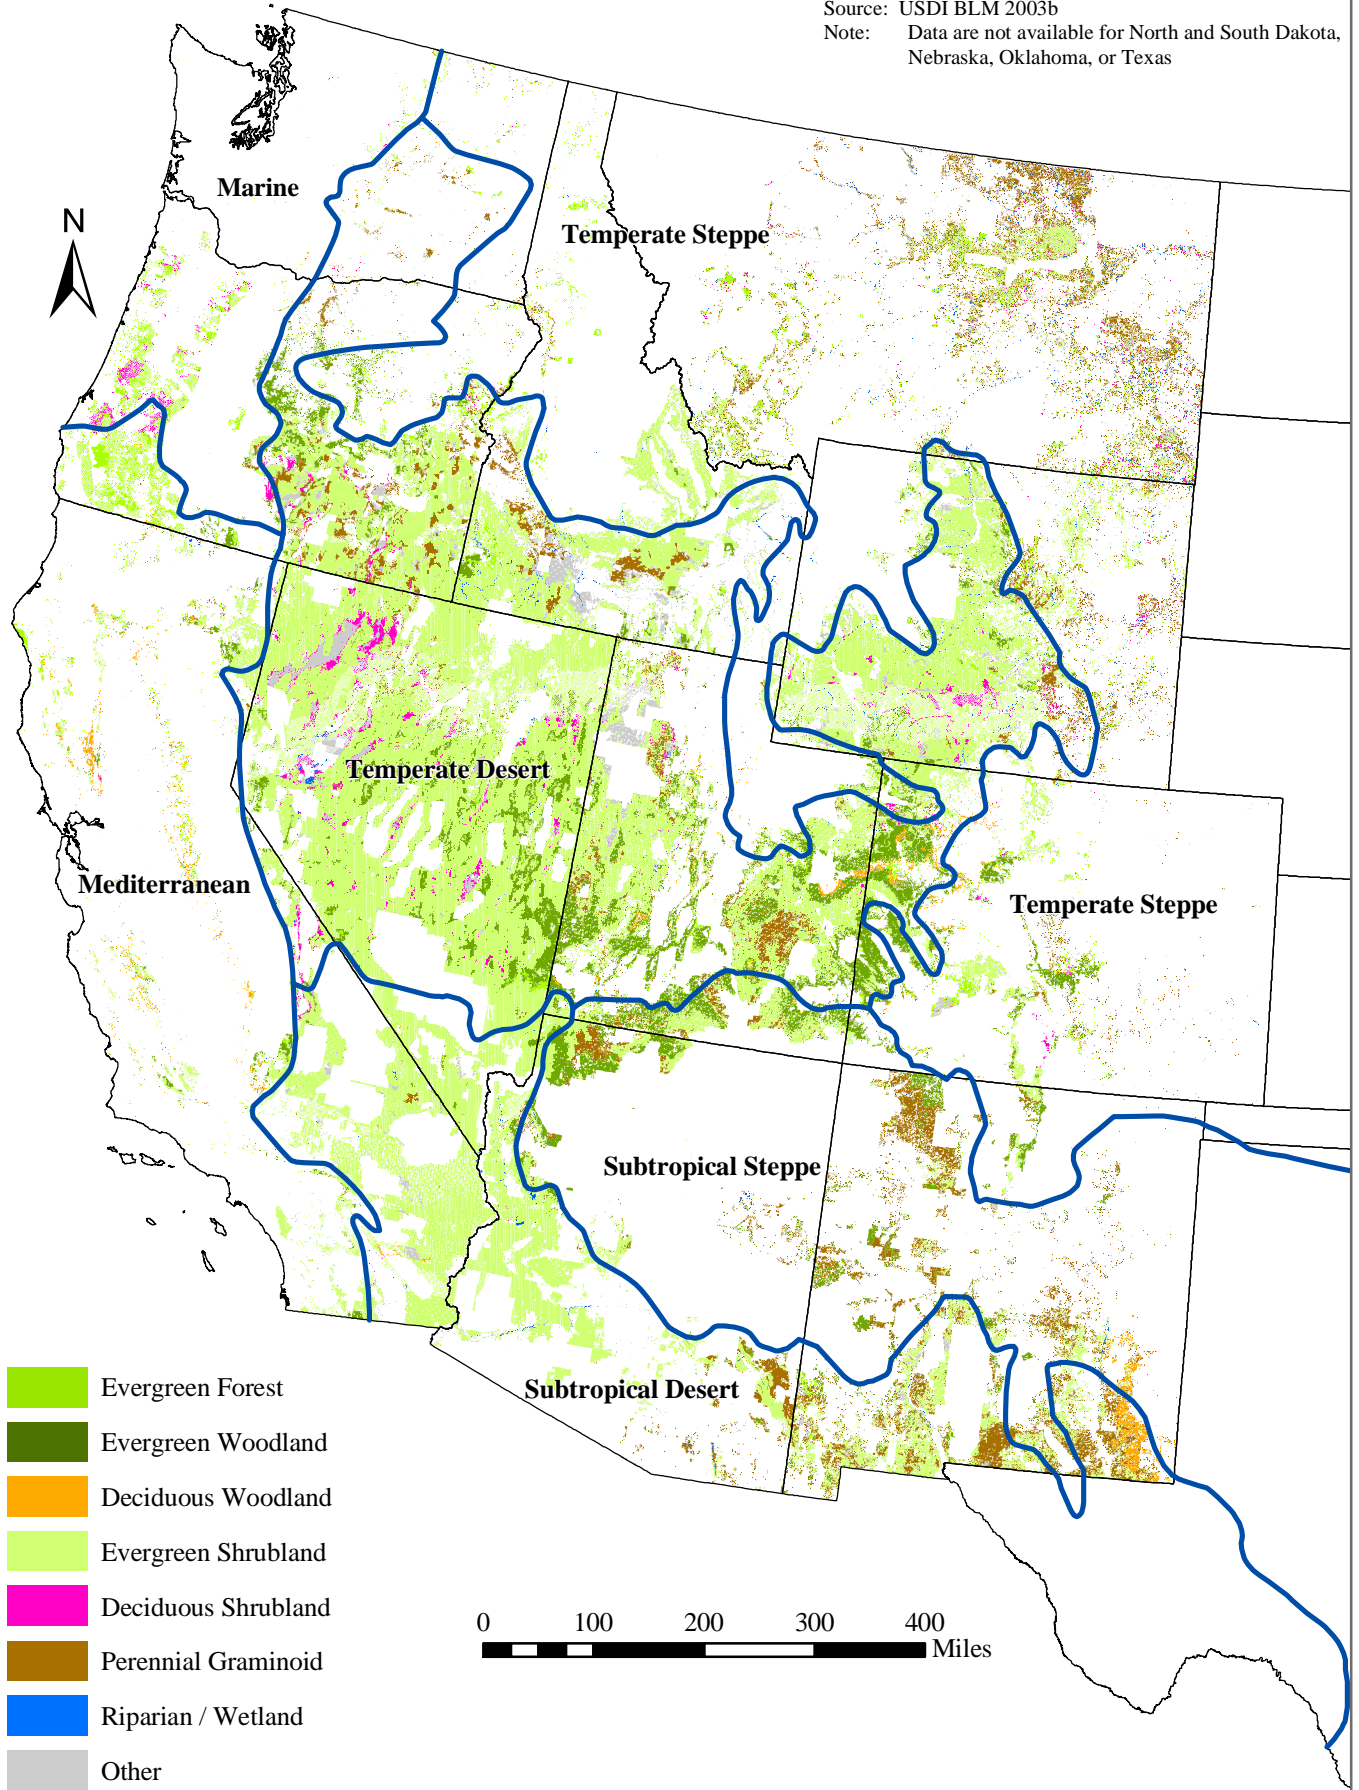 Source: USDI BLM 2003b
Note: Data are not available for North and South Dakota,
Nebraska, Oklahoma, or Texas
Marine
N
Temperate Steppe
Temperate Desert
Mediterranean
Temperate Steppe
Subtropical Steppe
Subtropical Desert
Evergreen Forest
Evergreen Woodland
Deciduous Woodland
Evergreen Shrubland
Deciduous Shrubland
Perennial Graminoid
Riparian / Wetland
Other
0 100 200 300 400
Miles